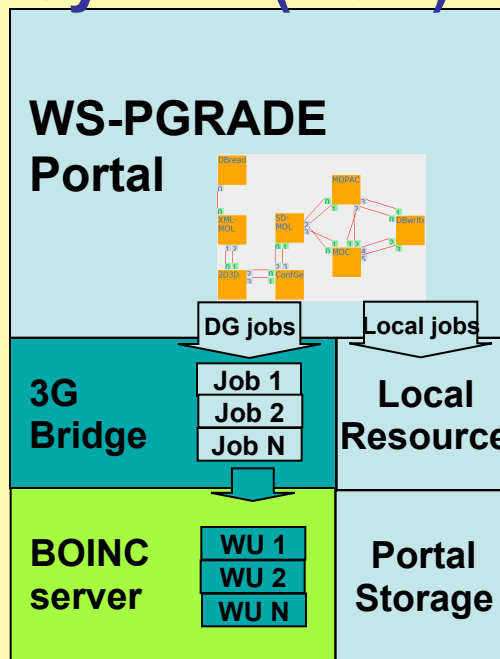 WS-PGRADE
Portal
DBread
MOPAC
XML-
MOL
SD-
MOL
DBwrite
MDC
2D3D
ConfGe
DG jobs
Local jobs
3G
Bridge
Job 1
Job 2
Job N
Local
Resource
BOINC
server
WU 1
WU 2
WU N
Portal
Storage